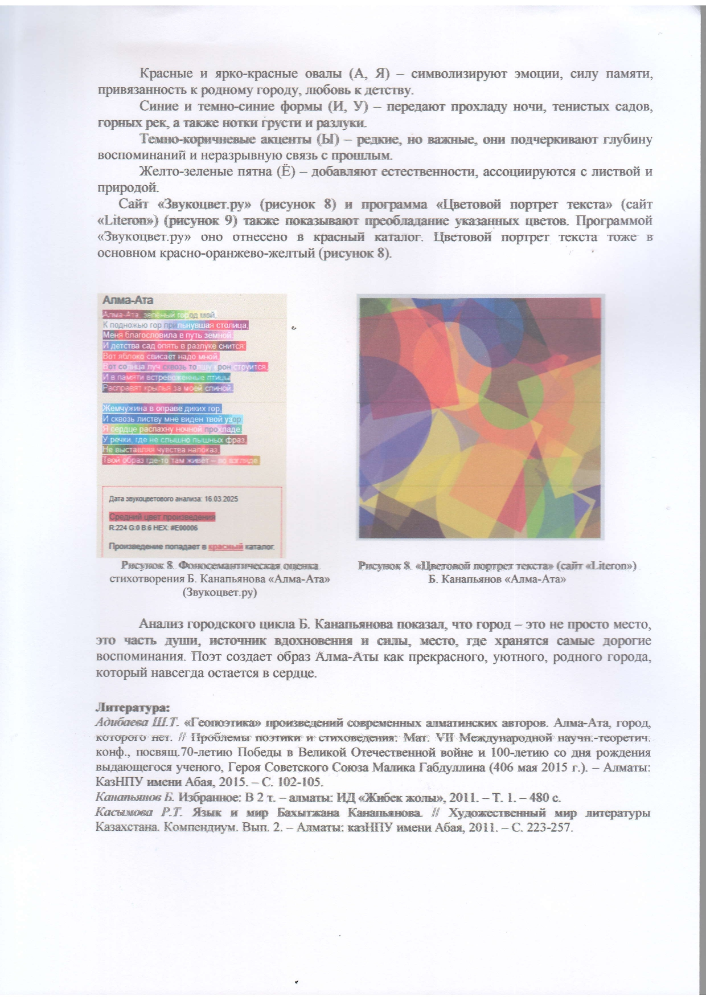 Красные и ярко-красные овалы (А, Я) – символизируют эмоции, силу памяти,
привязанность к родному городу, любовь к детству.
Синие и темно-синие формы (И, У) – передают прохладу ночи, тенистых садов,
горных рек, а также нотки грусти и разлуки.
Темно-коричневые акценты (Ы) – редкие, но важные, они подчеркивают глубину
воспоминаний и неразрывную связь с прошлым.
Желто-зеленые пятна (Ё) – добавляют естественности, ассоциируются с листвой и
природой.
Сайт «Звукоцвет.ру» (рисунок 8) и программа «Цветовой портрет текста» (сайт
«Literon») (рисунок 9) также показывают преобладание указанных цветов. Программой
«Звукоцвет.ру» оно отнесено в красный каталог. Цветовой портрет текста тоже в
основном красно-оранжево-желтый (рисунок 8).
Алма-Ата
Алма-Ата, зелёный город мой,
К подножью гор прильнувшая столица,
Меня благословила в путь земной.
И детства сад опять в разлуке снится.
Вот яблоко свисает надо мной,
Вот солнца луч сквозь толщу крон струится,
И в памяти встревоженные птицы
Расправят крылья за моей спиной.
Жемчужина в оправе диких гор,
И сквозь листву мне виден твой узор.
Я сердце распахну ночной прохладе,
У речки, где не слышно пышных фраз,
Не выставляя чувства напоказ,
Твой образ где-то там живёт – во взгляде.
Дата звукоцветового анализа: 16.03.2025
Средний цвет произведения
R:224 G:0 B:6 HEX: #E00006
Произведение попадает в красный каталог.
Рисунок 8. Фоносемантическая оценка
стихотворения Б. Канапьянова «Алма-Ата»
(Звукоцвет.ру)
Рисунок 8. «Цветовой портрет текста» (сайт «Literon»)
Б. Канапьянов «Алма-Ата»
Анализ городского цикла Б. Канапьянова показал, что город – это не просто место,
это часть души, источник вдохновения и силы, место, где хранятся самые дорогие
воспоминания. Поэт создает образ Алма-Аты как прекрасного, уютного, родного города,
который навсегда остается в сердце.
Литература:
Адибаева Ш.Т. «Геопоэтика» произведений современных алматинских авторов. Алма-Ата, город,
которого нет. // Проблемы поэтики и стиховедения: Мат. VII Международной научн.-теоретич.
конф., посвящ.70-летию Победы в Великой Отечественной войне и 100-летию со дня рождения
выдающегося ученого, Героя Советского Союза Малика Габдуллина (406 мая 2015 г.). – Алматы:
КазНПУ имени Абая, 2015. – С. 102-105.
Канапьянов Б. Избранное: В 2 т. – алматы: ИД «Жибек жолы», 2011. – Т. 1. – 480 с.
Касымова Р.Т. Язык и мир Бахытжана Канапьянова. // Художественный мир литературы
Казахстана. Компендиум. Вып. 2. – Алматы: казНПУ имени Абая, 2011. – С. 223-257.